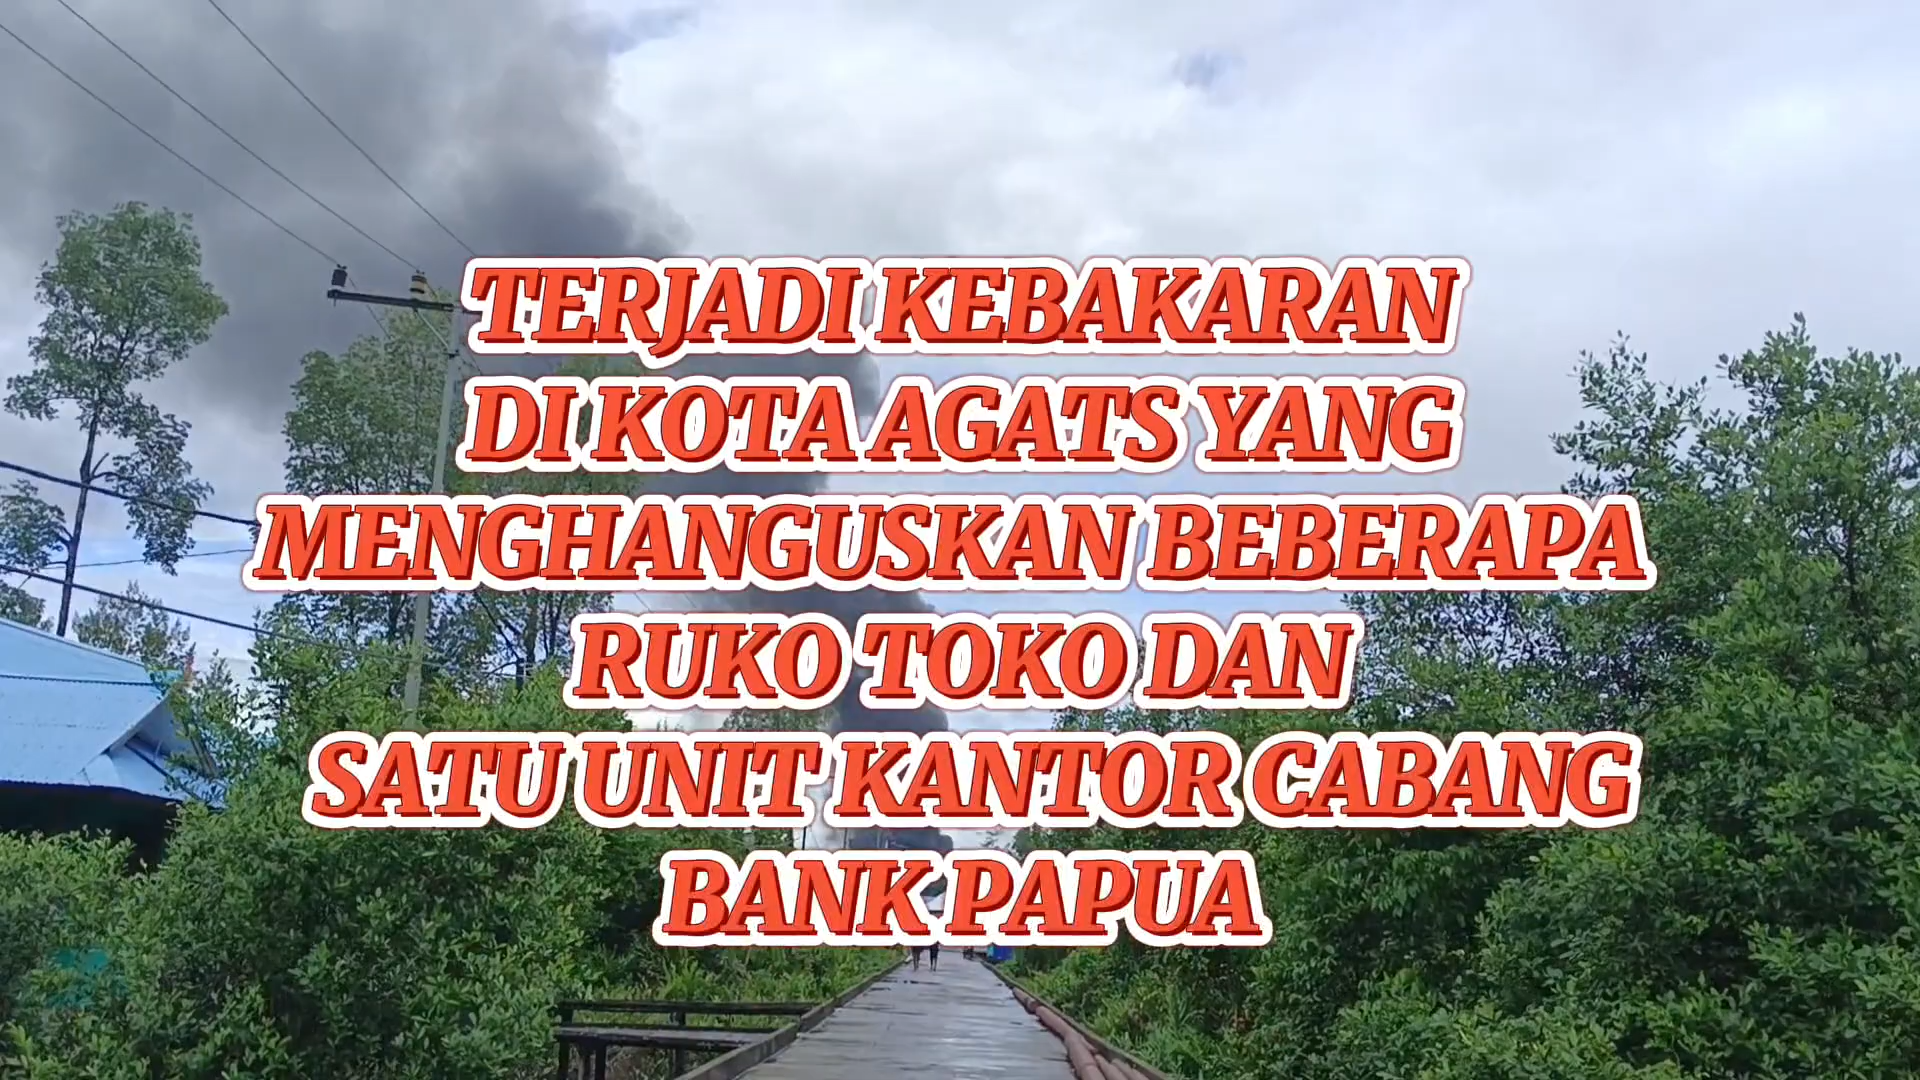 TERJADI KEBAKARAN
DI KOTA AGATS YANG
MENGHANGUSKAN BEBERAPA
RUKO TOKO DAN
SATU UNIT KANTOR CABANG
BANK PAPUA